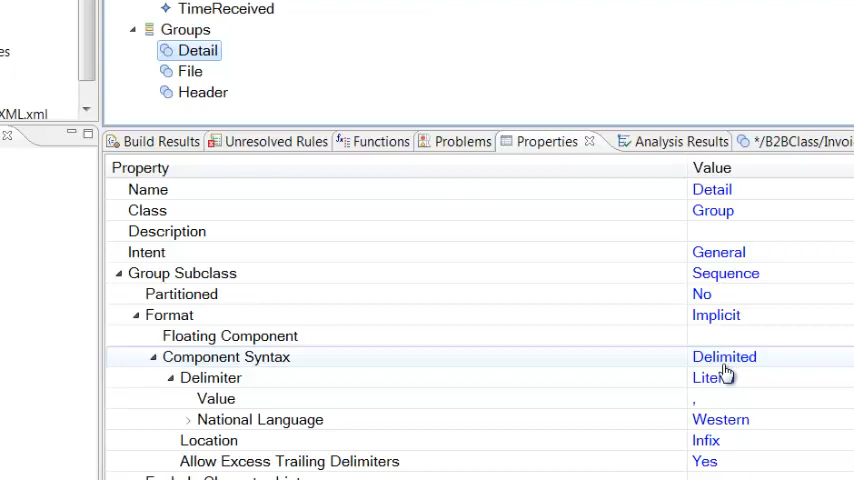 TimeReceived
Groups
Detail
es
File
Header
XML.xml
Build Results Unresolved Rules Functions Problems Properties Analysis Results */B2BClass/Invoi
Property Value
Name Detail
Class Group
Description
Intent General
Group Subclass Sequence
Partitioned No
Format Implicit
Floating Component
Component Syntax Delimited
Delimiter
Value ,
National Language Western
Location Infix
Allow Excess Trailing Delimiters Yes